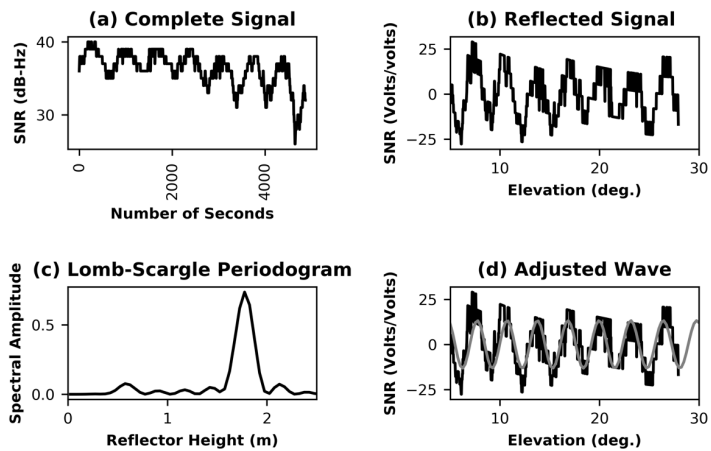 (a) Complete Signal
SNR (dB-Hz)
40
30
0
2000
4000
Number of Seconds
(b) Reflected Signal
SNR (Volts/volts)
25
0
−25
10
20
30
Elevation (deg.)
(c) Lomb-Scargle Periodogram
Spectral Amplitude
0.5
0.0
0
1
2
Reflector Height (m)
(d) Adjusted Wave
SNR (Volts/Volts)
25
0
−25
10
20
30
Elevation (deg.)